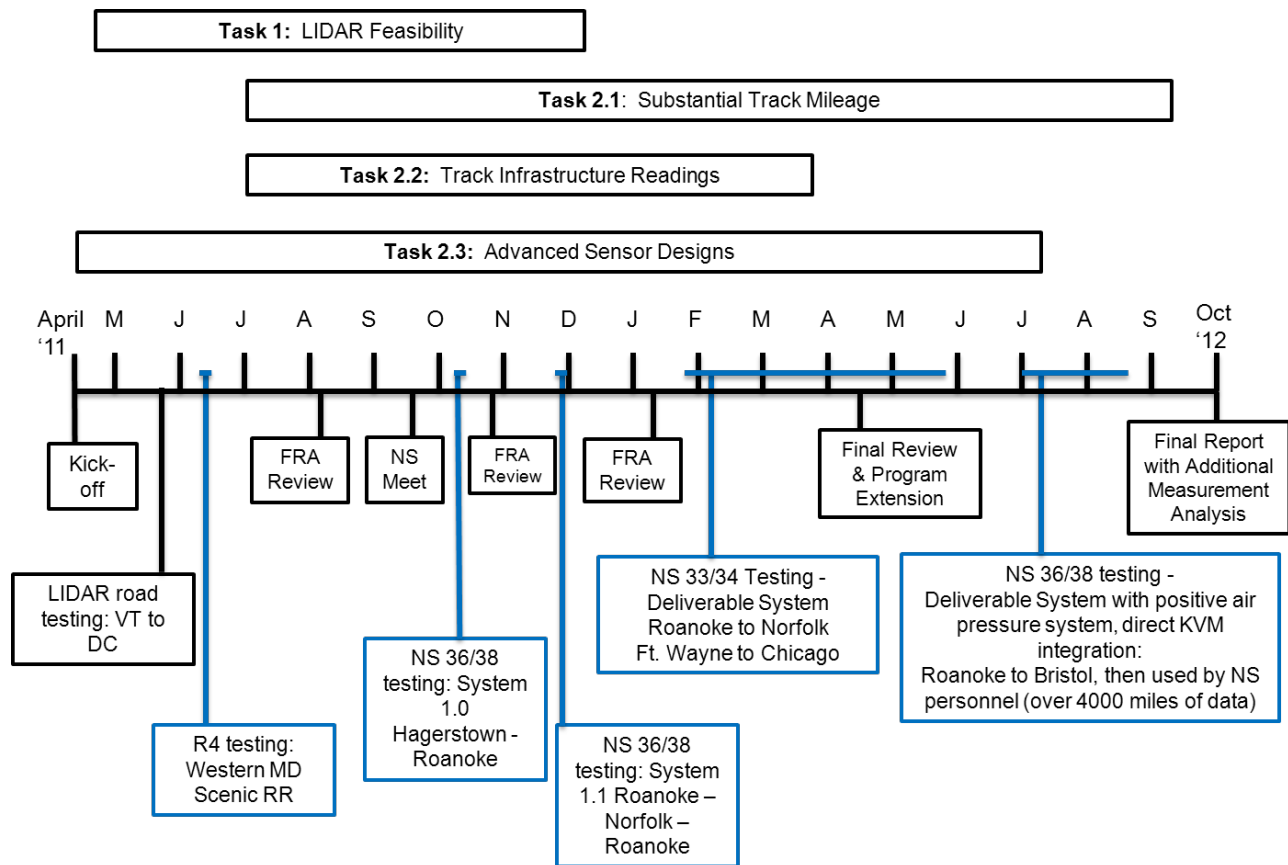 Task 1: LIDAR Feasibility
Task 2.1: Substantial Track Mileage
Task 2.2: Track Infrastructure Readings
Task 2.3: Advanced Sensor Designs
April
‘11
M
J
J
A
S
O
N
D
J
F
M
A
M
J
J
A
S
Oct
‘12
Kick-
off
FRA
Review
NS
Meet
FRA
Review
FRA
Review
Final Review
& Program
Extension
Final Report
with Additional
Measurement
Analysis
LIDAR road
testing: VT to
DC
R4 testing:
Western MD
Scenic RR
NS 36/38
testing: System
1.0
Hagerstown -
Roanoke
NS 36/38
testing: System
1.1 Roanoke –
Norfolk –
Roanoke
NS 33/34 Testing -
Deliverable System
Roanoke to Norfolk
Ft. Wayne to Chicago
NS 36/38 testing -
Deliverable System with positive air
pressure system, direct KVM
integration:
Roanoke to Bristol, then used by NS
personnel (over 4000 miles of data)